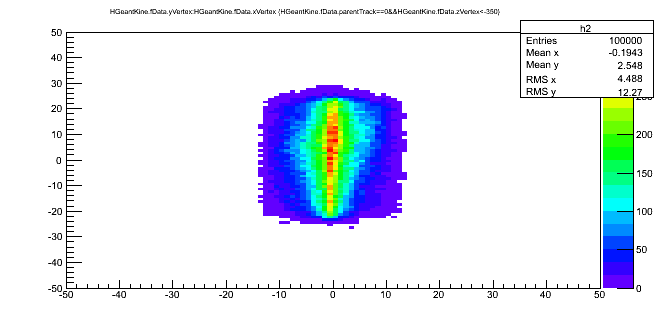 HGeantKine.fData.yVertex:HGeantKine.fData.xVertex {HGeantKine.fData.parentTrack==0&&HGeantKine.fData.zVertex<-350}
h2
Entries 100000
Mean x -0.1943
Mean y 2.548
RMS x 4.488
RMS y 12.27
50
40
30
20
10
0
-10
-20
-30
-40
-50
-50 -40 -30 -20 -10 0 10 20 30 40 50
200
150
100
50
0